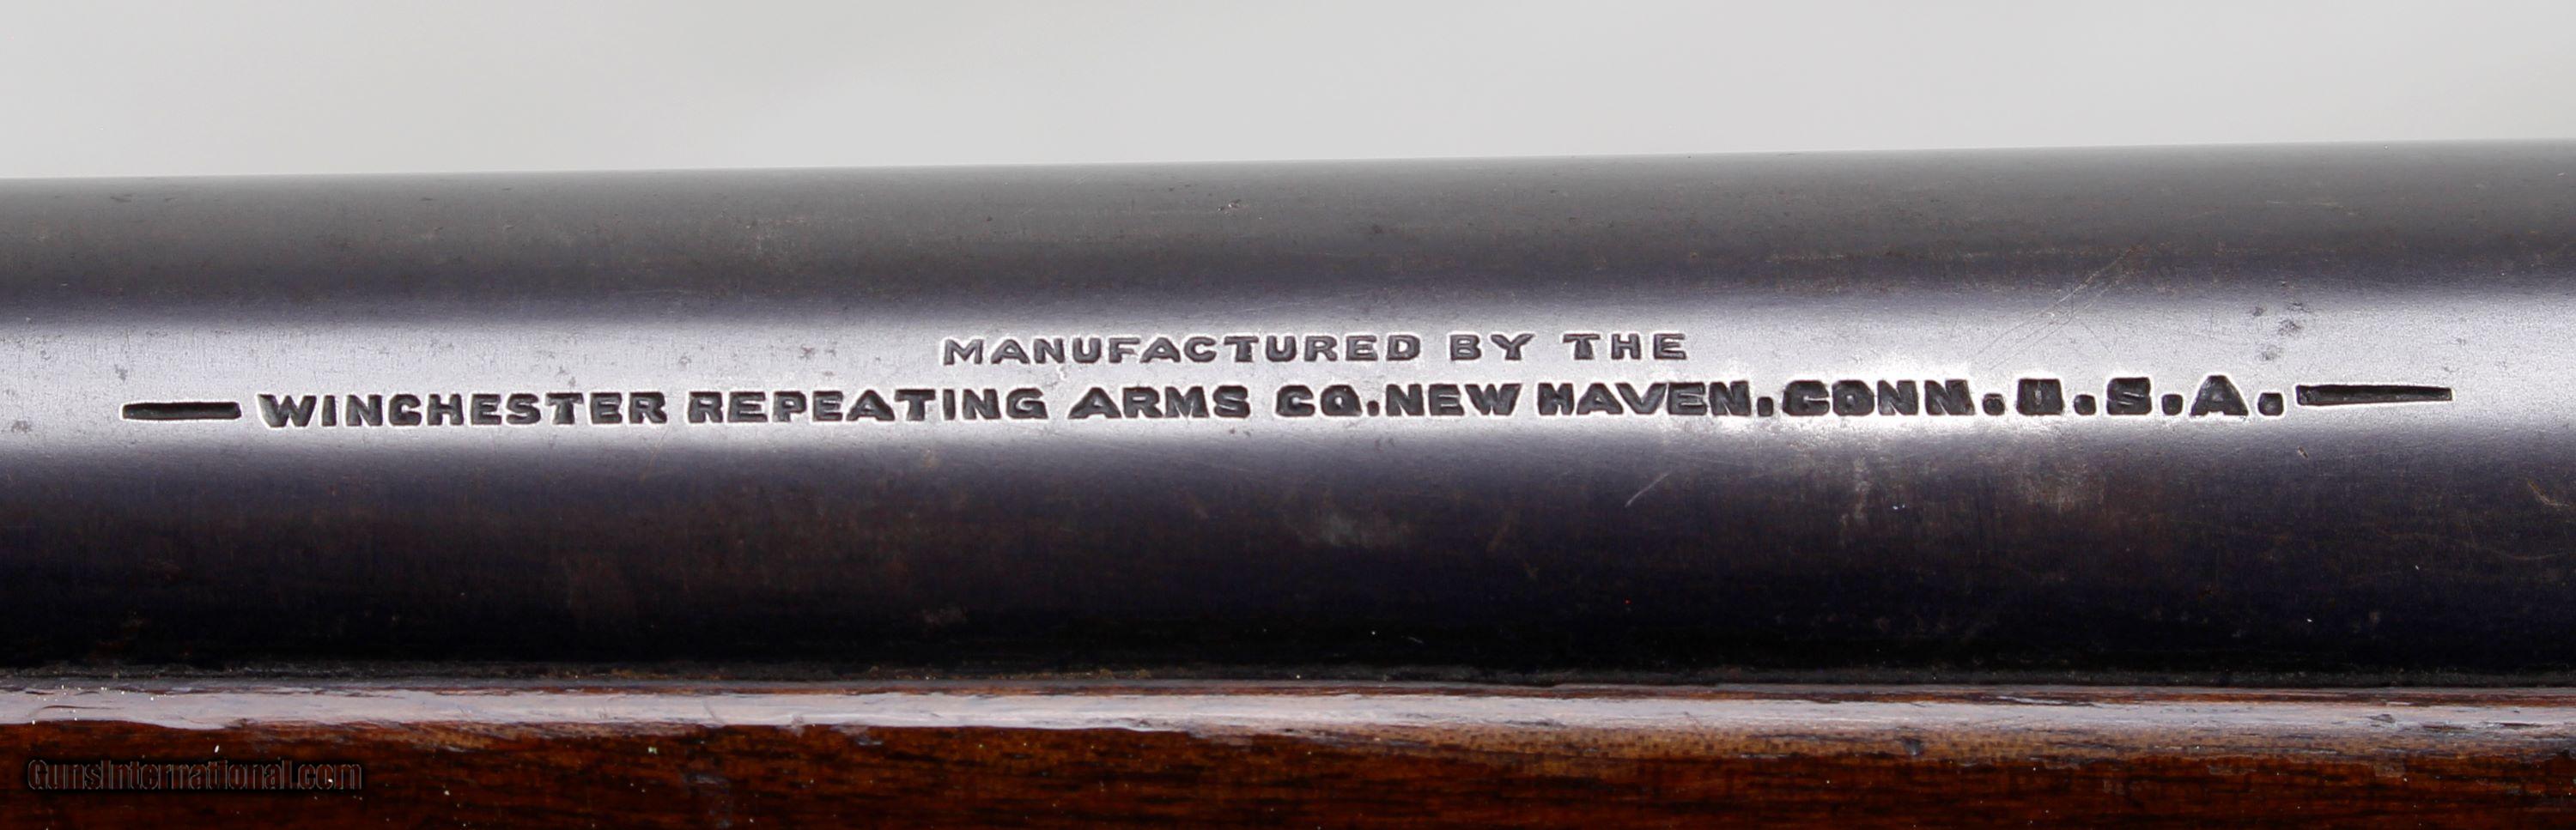 MANUFACTURED BY THE
— WINCHESTER REPEATING ARMS CO. NEW HAVEN. CONN. U.S.A. —
GunsInternational.com